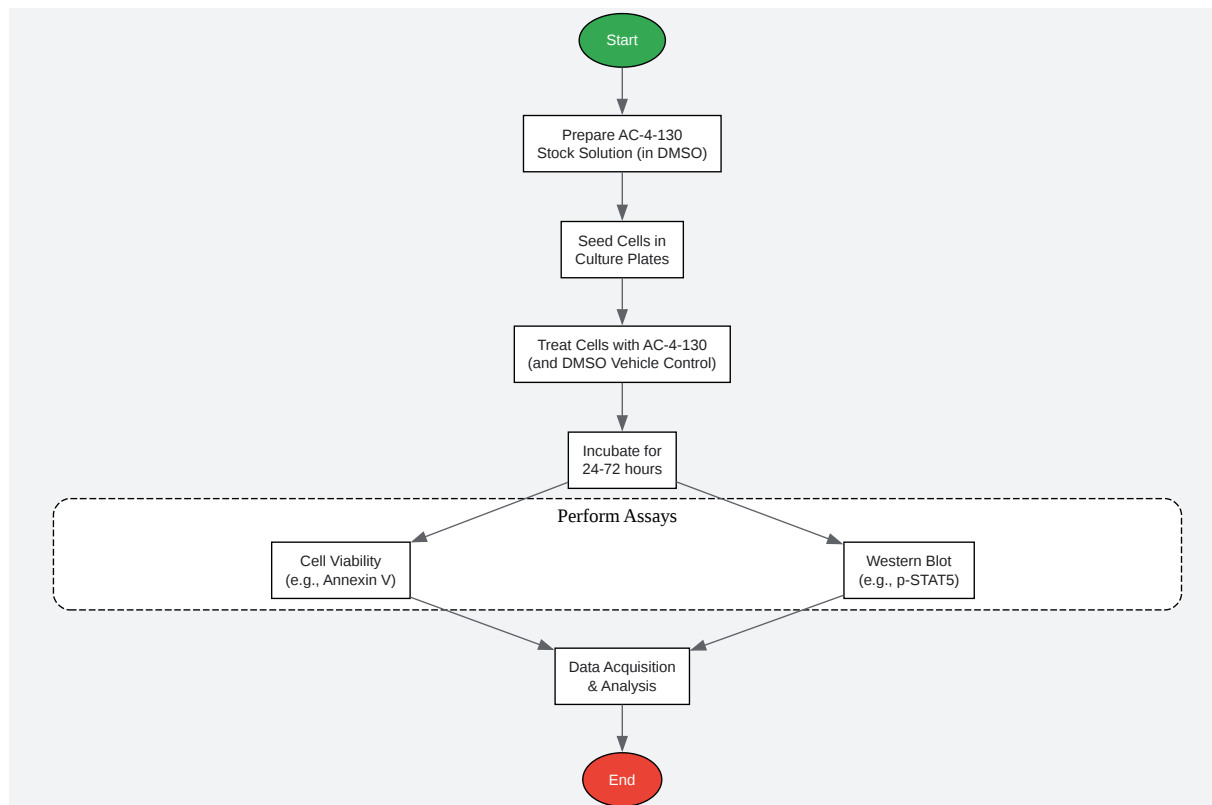 Start
Prepare AC-4-130
Stock Solution (in DMSO)
Seed Cells in
Culture Plates
Treat Cells with AC-4-130
(and DMSO Vehicle Control)
Incubate for
24-72 hours
Perform Assays
Cell Viability
(e.g., Annexin V)
Western Blot
(e.g., p-STAT5)
Data Acquisition
& Analysis
End